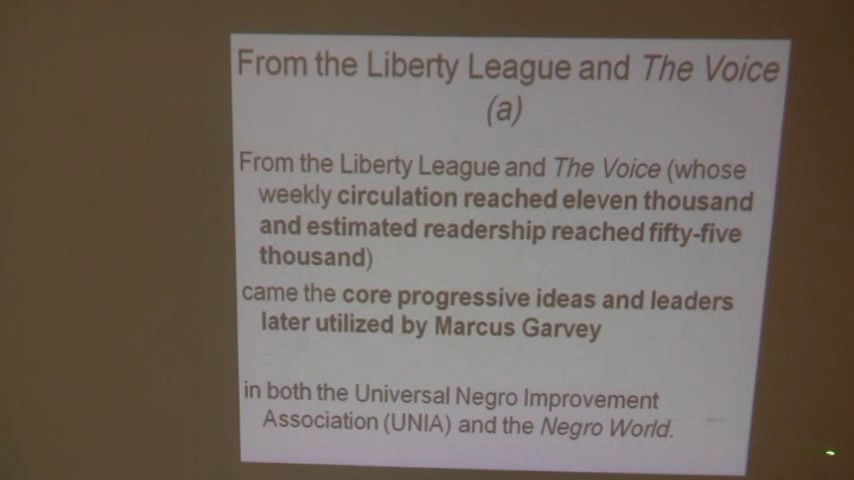 From the Liberty League and The Voice
(a)
From the Liberty League and The Voice (whose
weekly circulation reached eleven thousand
and estimated readership reached fifty-five
thousand)
came the core progressive ideas and leaders
later utilized by Marcus Garvey
in both the Universal Negro Improvement
Association (UNIA) and the Negro World.